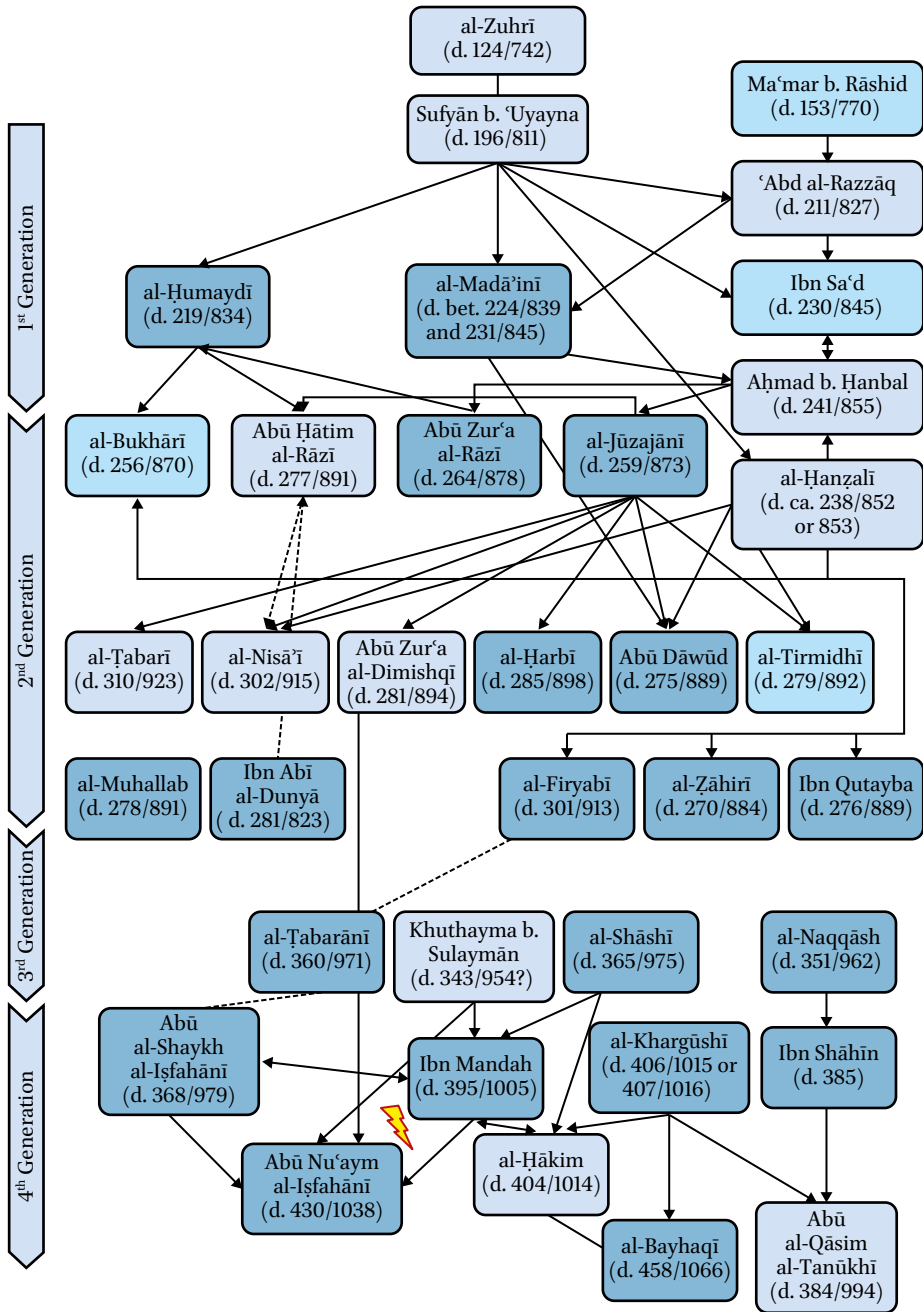 al-Zuhrī
(d. 124/742)
Maʿmar b. Rāshid
(d. 153/770)
Sufyān b. ʿUyayna
(d. 196/811)
ʿAbd al-Razzāq
(d. 211/827)
1st Generation
al-Ḥumaydī
(d. 219/834)
al-Madāʾinī
(d. bet. 224/839
and 231/845)
Ibn Saʿd
(d. 230/845)
Aḥmad b. Ḥanbal
(d. 241/855)
2nd Generation
al-Bukhārī
(d. 256/870)
Abū Ḥātim
al-Rāzī
(d. 277/891)
Abū Zurʿa
al-Rāzī
(d. 264/878)
al-Jūzajānī
(d. 259/873)
al-Ḥanẓalī
(d. ca. 238/852
or 853)
al-Ṭabarī
(d. 310/923)
al-Nisāʾī
(d. 302/915)
Abū Zurʿa
al-Dimishqī
(d. 281/894)
al-Ḥarbī
(d. 285/898)
Abū Dāwūd
(d. 275/889)
al-Tirmidhī
(d. 279/892)
al-Muhallab
(d. 278/891)
Ibn Abī
al-Dunyā
( d. 281/823)
al-Firyabī
(d. 301/913)
al-Ẓāhirī
(d. 270/884)
Ibn Qutayba
(d. 276/889)
3rd Generation
al-Ṭabarānī
(d. 360/971)
Khuthayma b.
Sulaymān
(d. 343/954?)
al-Shāshī
(d. 365/975)
al-Naqqāsh
(d. 351/962)
4th Generation
Abū
al-Shaykh
al-Iṣfahānī
(d. 368/979)
Ibn Mandah
(d. 395/1005)
al-Khargūshī
(d. 406/1015 or
407/1016)
Ibn Shāhīn
(d. 385)
Abū Nuʿaym
al-Iṣfahānī
(d. 430/1038)
al-Ḥākim
(d. 404/1014)
al-Bayhaqī
(d. 458/1066)
Abū
al-Qāsim
al-Tanūkhī
(d. 384/994)